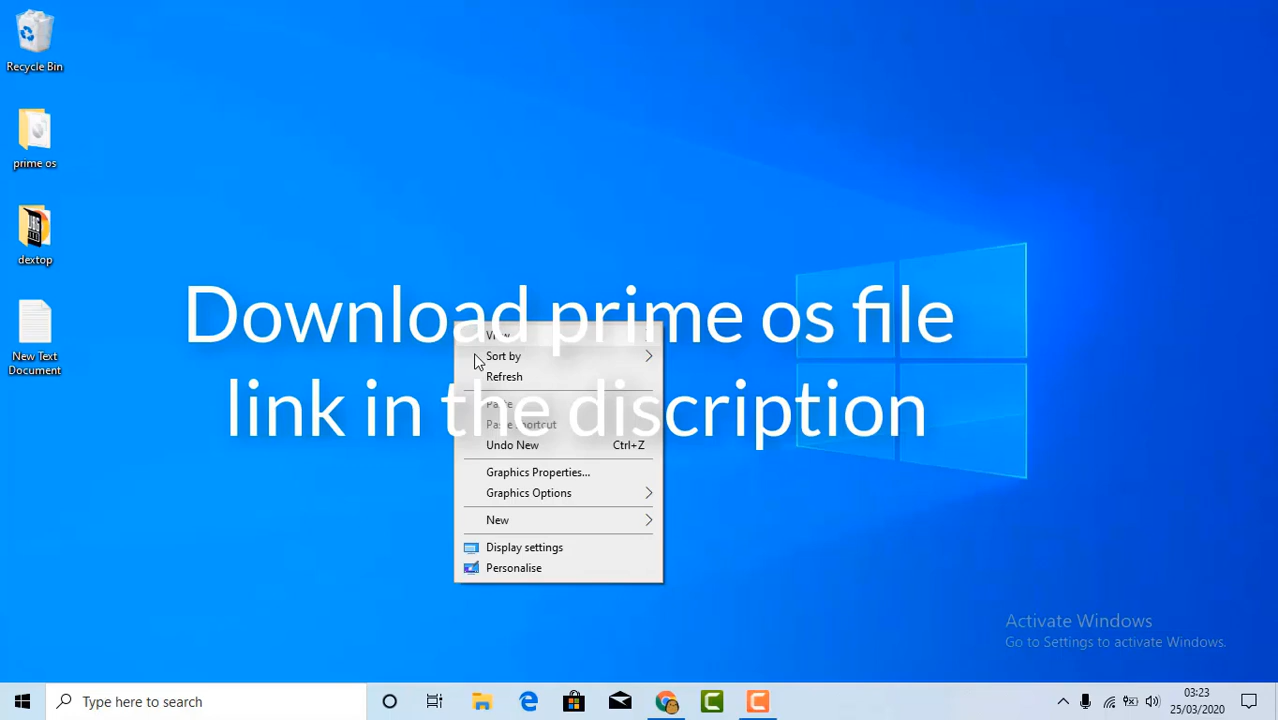 Recycle Bin
prime os
dextop
New Text
Document
Download prime os file
link in the discription
View
Sort by
Refresh
Paste
Paste shortcut
Undo New Ctrl+Z
Graphics Properties...
Graphics Options
New
Display settings
Personalise
Activate Windows
Go to Settings to activate Windows.
Type here to search
03:23
25/03/2020